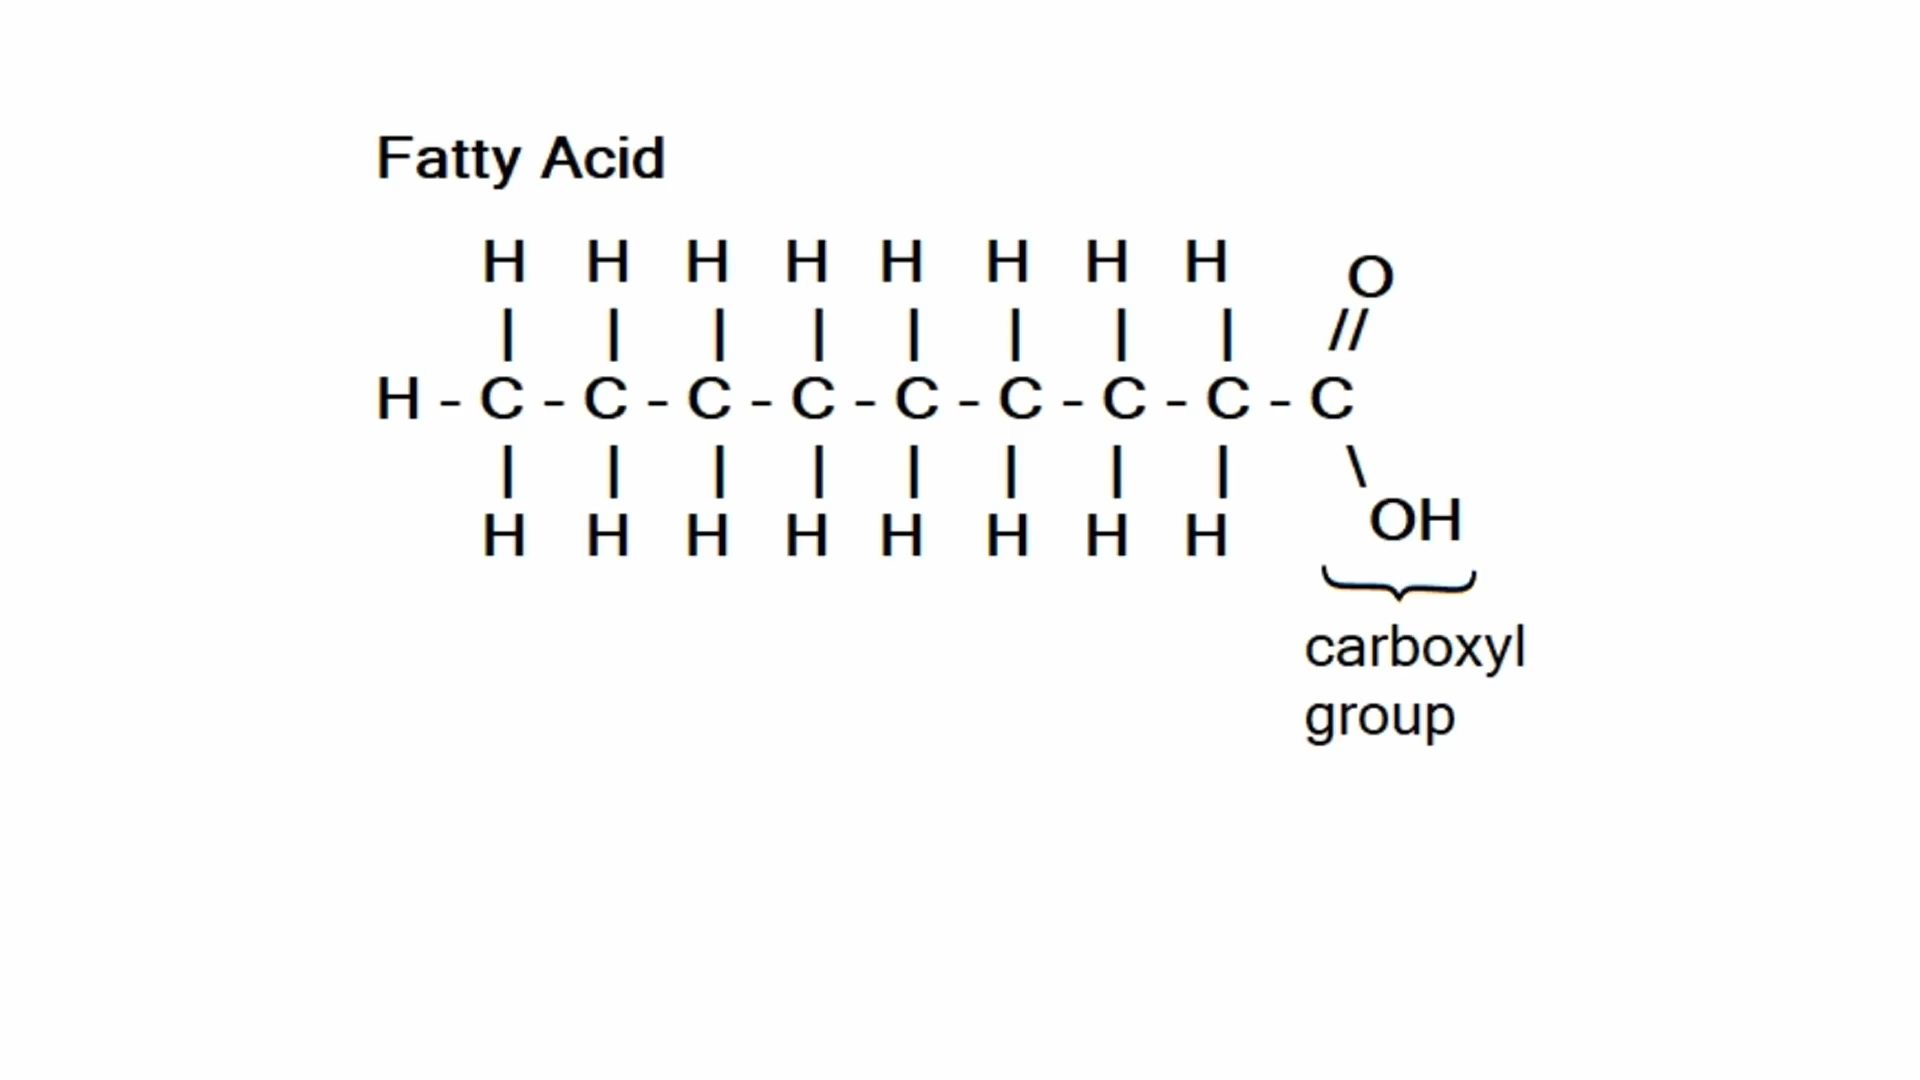 Fatty Acid
H H H H H H H H O
| | | | | | | | //
H - C - C - C - C - C - C - C - C - C
| | | | | | | | \
H H H H H H H H OH
carboxyl
group